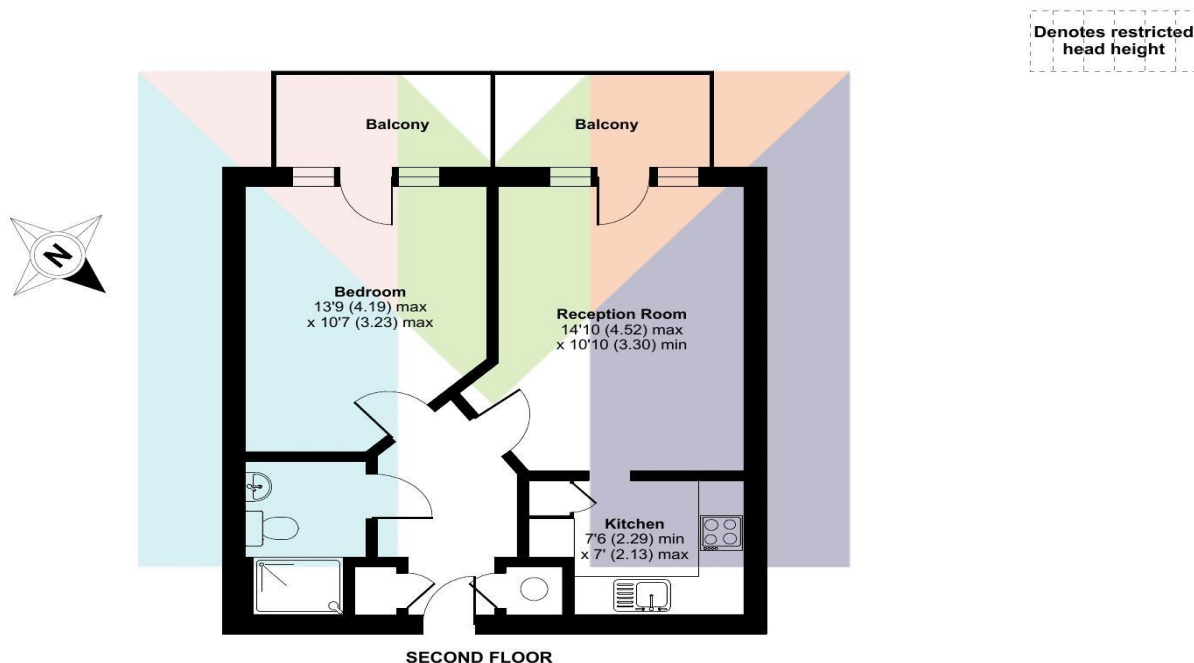 Denotes restricted
head height
Balcony
Balcony
N
Bedroom
13'9 (4.19) max
x 10'7 (3.23) max
Reception Room
14'10 (4.52) max
x 10'10 (3.30) min
Kitchen
7'6 (2.29) min
x 7' (2.13) max
SECOND FLOOR